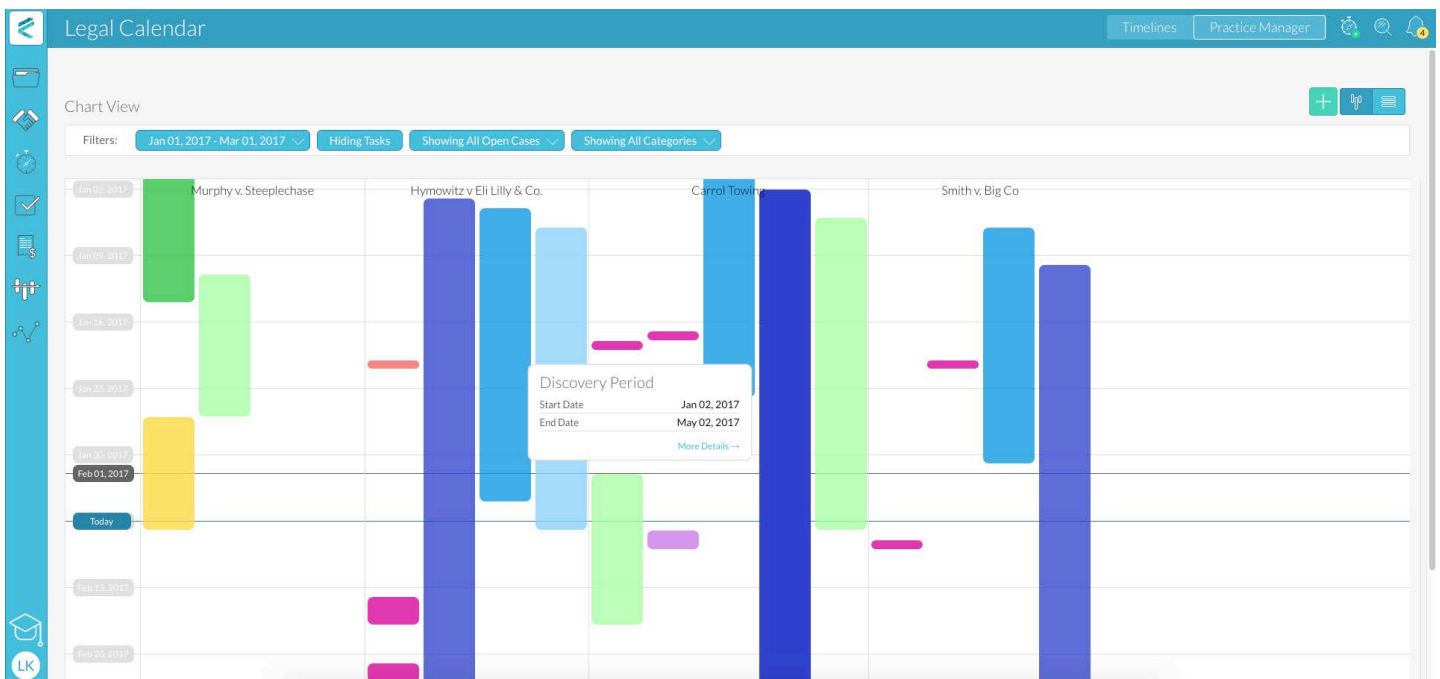 Legal Calendar
Timelines
Practice Manager
4
Chart View
Filters:
Jan 01, 2017 - Mar 01, 2017
Hiding Tasks
Showing All Open Cases
Showing All Categories
Jan 02, 2017
Murphy v. Steeplechase
Hymowitz v Eli Lilly & Co.
Carrol Towing
Smith v. Big Co
Jan 09, 2017
Jan 16, 2017
Jan 23, 2017
Discovery Period
Start Date Jan 02, 2017
End Date May 02, 2017
More Details →
Jan 30, 2017
Feb 01, 2017
Today
Feb 13, 2017
Feb 20, 2017
LK